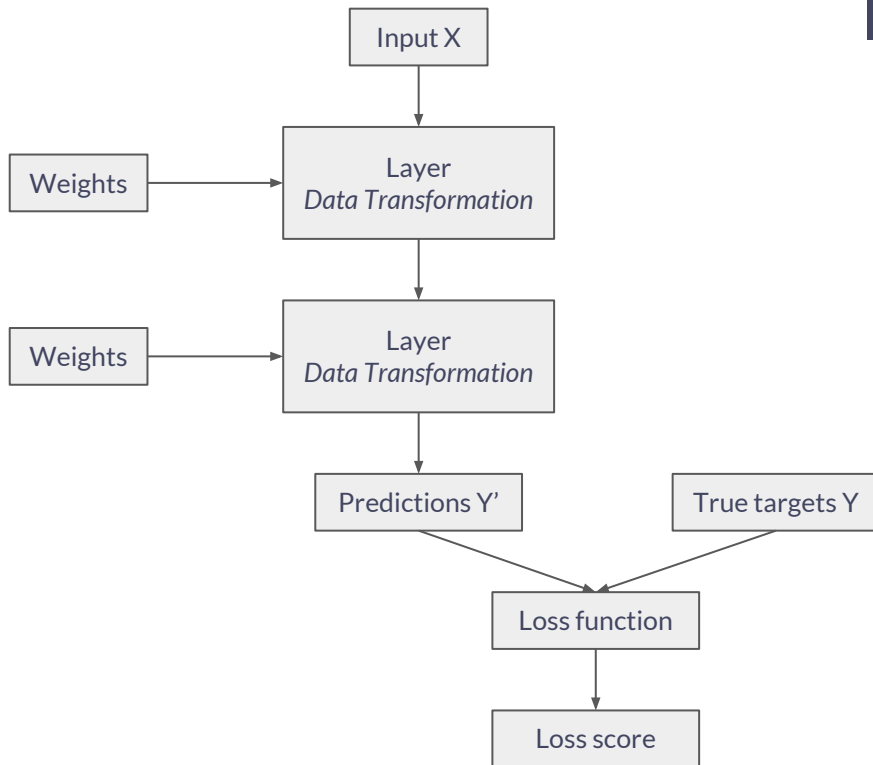 Input X
Weights
Layer
Data Transformation
Weights
Layer
Data Transformation
Predictions Y’
True targets Y
Loss function
Loss score